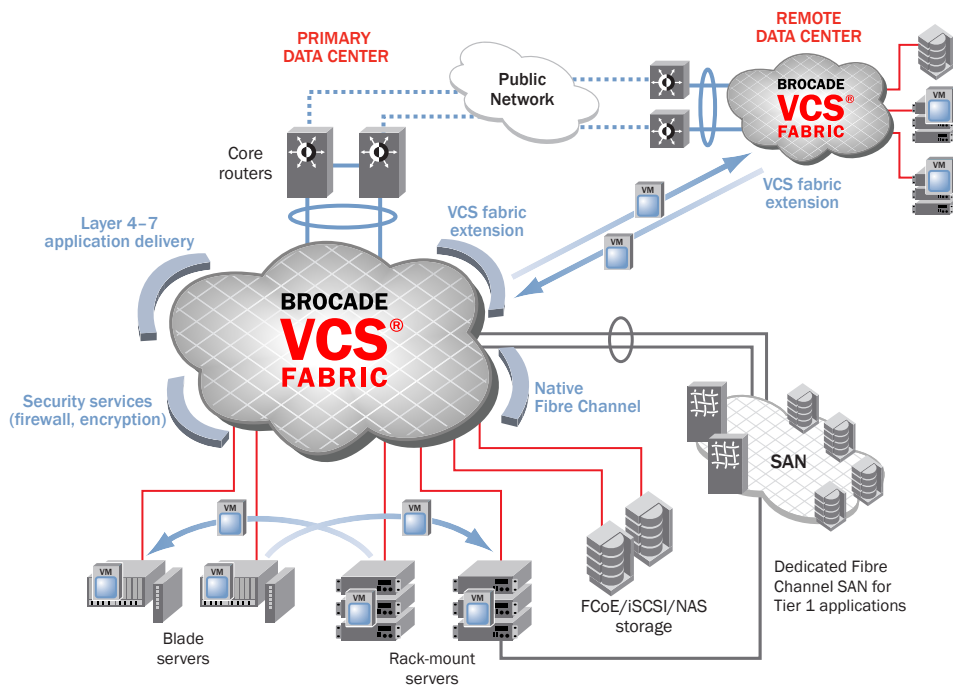 PRIMARY
DATA CENTER
REMOTE
DATA CENTER
Public
Network
BROCADE
VCS®
FABRIC
VM
VM
Core
routers
Layer 4–7
application delivery
VCS fabric
extension
VM
VM
VCS fabric
extension
BROCADE
VCS®
FABRIC
Security services
(firewall, encryption)
Native
Fibre Channel
SAN
VM
VM
VM
VM
VM
VM
Dedicated Fibre
Channel SAN for
Tier 1 applications
FCoE/iSCSI/NAS
storage
Blade
servers
Rack-mount
servers